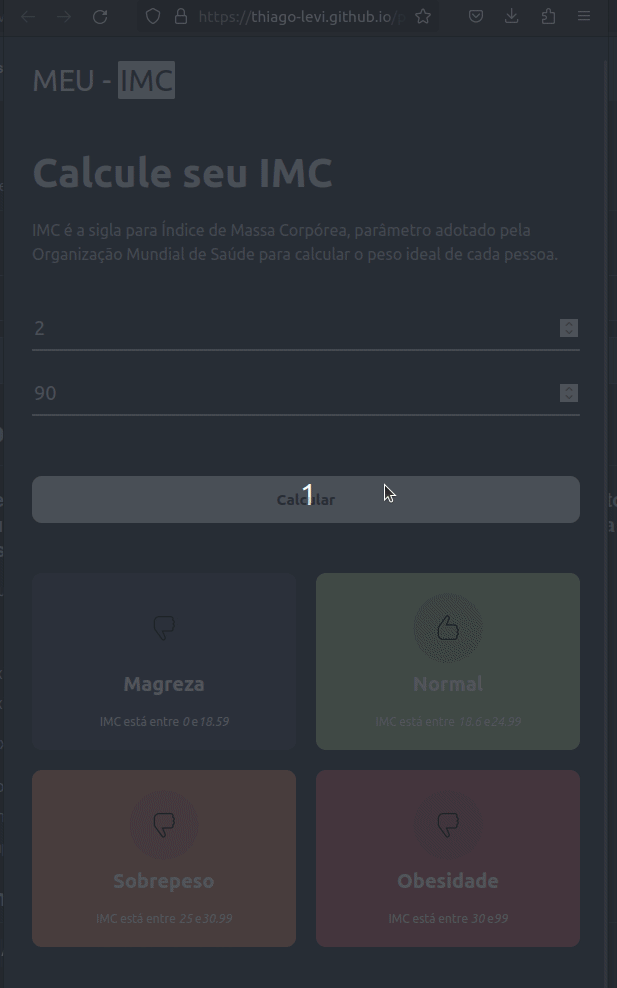 https://thiago-levi.github.io/p
MEU - IMC
Calcule seu IMC
IMC é a sigla para Índice de Massa Corpórea, parâmetro adotado pela
Organização Mundial de Saúde para calcular o peso ideal de cada pessoa.
2
90
Calcular
1
Magreza
Normal
IMC está entre 0 e 18.59
IMC está entre 18.6 e 24.99
Sobrepeso
Obesidade
IMC está entre 25 e 30.99
IMC está entre 30 e 99